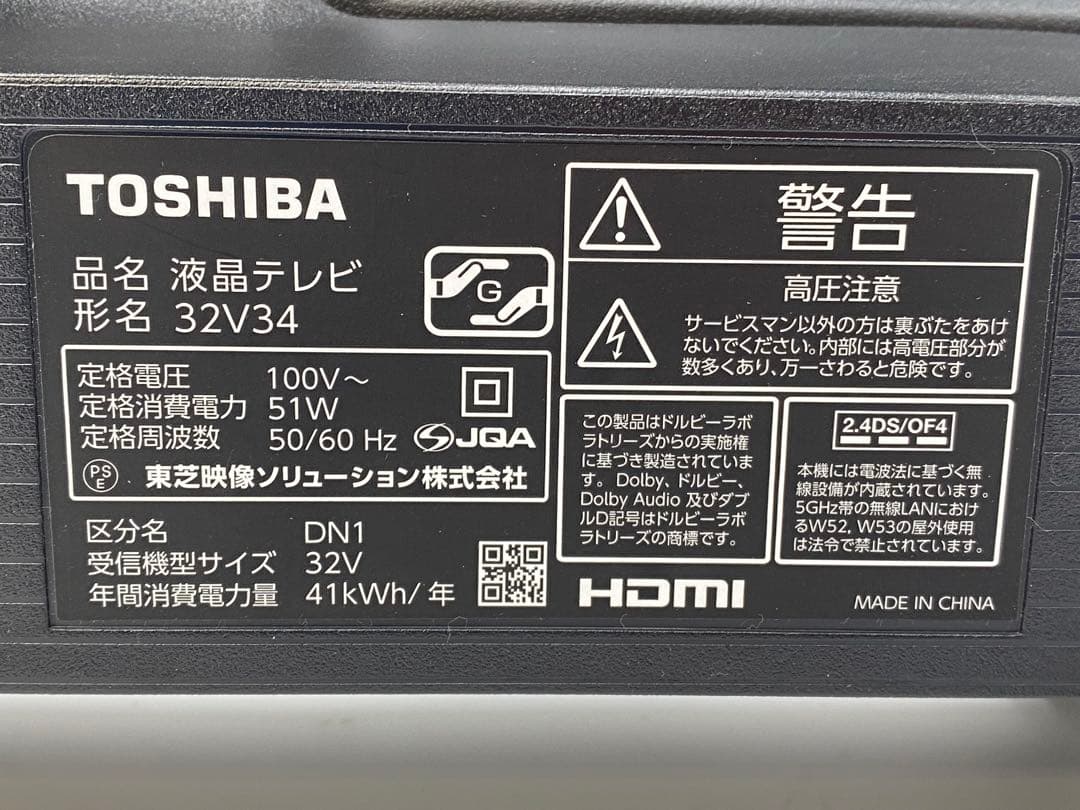 TOSHIBA
品名 液晶テレビ
形名 32V34
G
定格電圧 100V～
定格消費電力 51W
定格周波数 50/60 Hz
JQA
PSE 東芝映像ソリューション株式会社
区分名 DN1
受信機型サイズ 32V
年間消費電力量 41kWh/年
警告
高圧注意
サービスマン以外の方は裏ぶたをあけ
ないでください。内部には高電圧部分が
数多くあり、万一さわると危険です。
この製品はドルビーラボ
ラトリーズからの実施権
に基づき製造されていま
す。Dolby、ドルビー、
Dolby Audio 及びダブ
ルD記号はドルビーラボ
ラトリーズの商標です。
2.4DS/OF4
本機には電波法に基づく無
線設備が内蔵されています。
5GHz帯の無線LANにおけ
るW52, W53の屋外使用
は法令で禁止されています。
HDMI
MADE IN CHINA